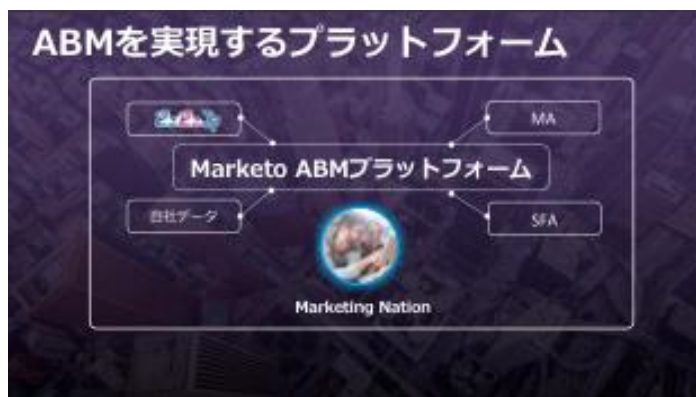 ABMを実現するプラットフォーム
MA
Marketo ABMプラットフォーム
自社データ
SFA
Marketing Nation